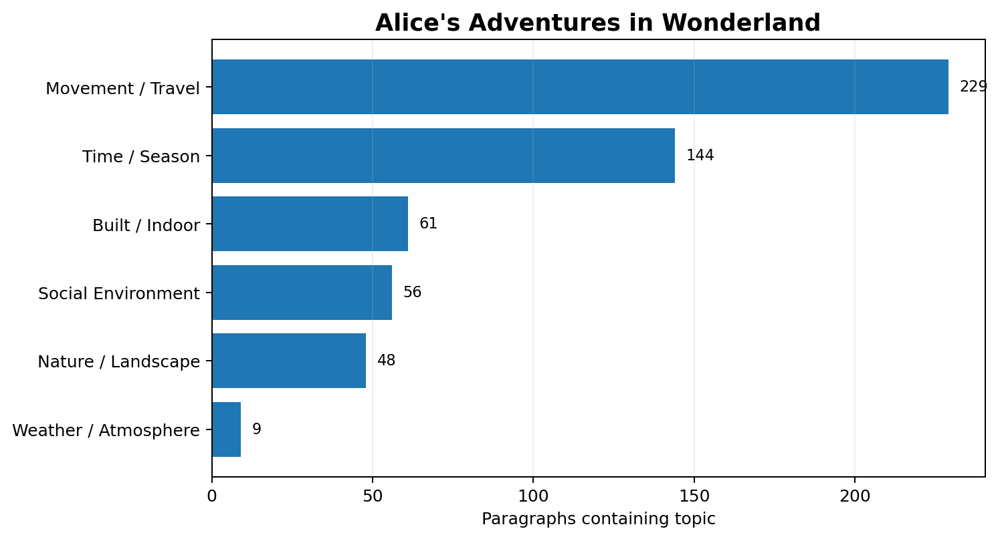 Alice's Adventures in Wonderland
Movement / Travel 229
Time / Season 144
Built / Indoor 61
Social Environment 56
Nature / Landscape 48
Weather / Atmosphere 9
0 50 100 150 200
Paragraphs containing topic